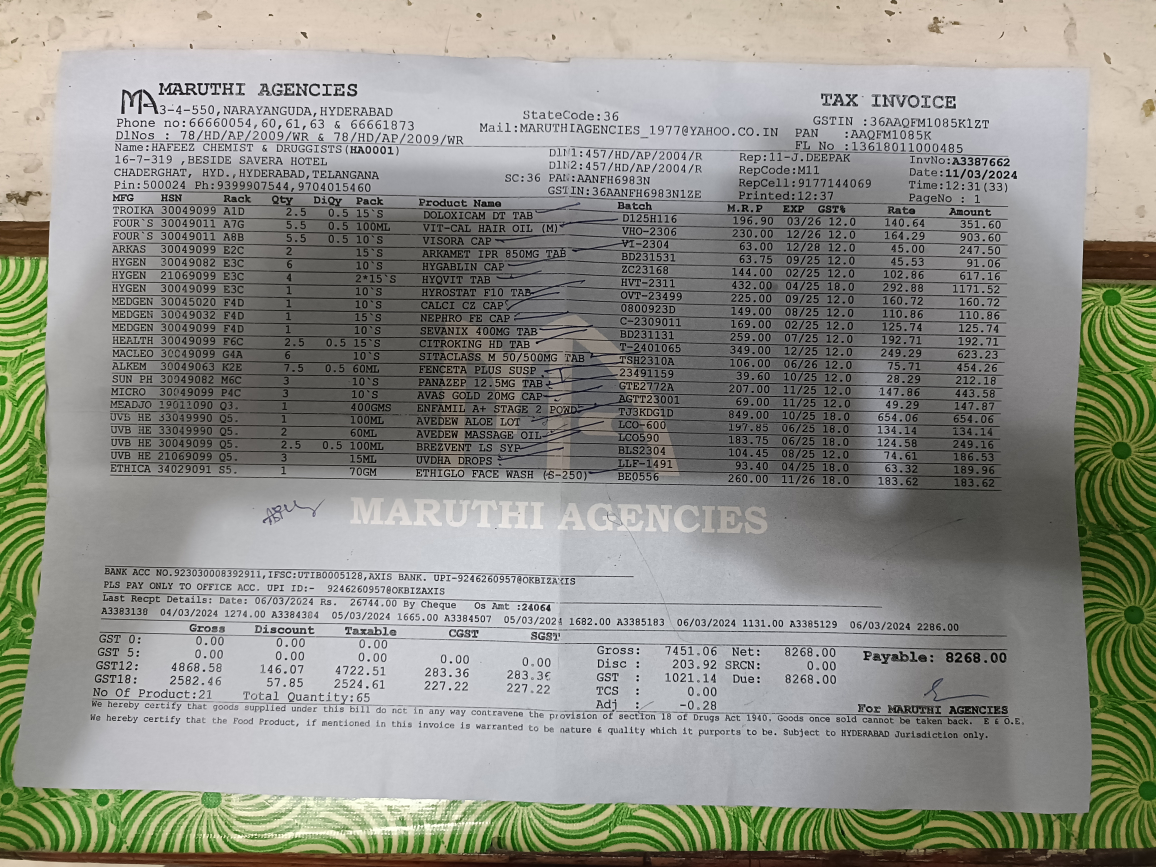 MA MARUTHI AGENCIES
3-4-550,NARAYANGUDA,HYDERABAD
Phone no:66660054,60,61,63 & 66661873
DlNos : 78/HD/AP/2009/WR & 78/HD/AP/2009/WR
StateCode:36
Mail:MARUTHIAGENCIES_1977@YAHOO.CO.IN
TAX INVOICE
GSTIN :36AAQFM1085K1ZT
PAN :AAQFM1085K
FL No :13618011000485
Name:HAFEEZ CHEMIST & DRUGGISTS(HA0001)
16-7-319 ,BESIDE SAVERA HOTEL
CHADERGHAT, HYD.,HYDERABAD,TELANGANA
Pin:500024 Ph:9399907544,9704015460
DlN1:457/HD/AP/2004/R
DlN2:457/HD/AP/2004/R
SC:36 PAN:AANFH6983N
GSTIN:36AANFH6983N1ZE
Rep:11-J.DEEPAK
RepCode:M11
RepCell:9177144069
Printed:12:37
InvNo:A3387662
Date:11/03/2024
Time:12:31(33)
PageNo : 1
MFG HSN Rack Qty DiQy Pack Product Name Batch M.R.P EXP GST% Rate Amount
TROIKA 30049099 A1D 2.5 0.5 15`S DOLOXICAM DT TAB D125H116 196.90 03/26 12.0 140.64 351.60
FOUR`S 30049011 A7G 5.5 0.5 100ML VIT-CAL HAIR OIL (M) VHO-2306 230.00 12/26 12.0 164.29 903.60
FOUR`S 30049011 A8B 5.5 0.5 10`S VISORA CAP VI-2304 63.00 12/28 12.0 45.00 247.50
ARKAS 30049099 E2C 2 15`S ARKAMET IPR 850MG TAB BD231531 63.75 09/25 12.0 45.53 91.06
HYGEN 30049082 E3C 6 10`S HYGABLIN CAP ZC23168 144.00 02/25 12.0 102.86 617.16
HYGEN 21069099 E3C 4 2*15`S HYQVIT TAB HVT-2311 432.00 04/25 18.0 292.88 1171.52
HYGEN 30049099 E3C 1 10`S HYROSTAT F10 TAB OVT-23499 225.00 09/25 12.0 160.72 160.72
MEDGEN 30045020 F4D 1 10`S CALCI CZ CAP 0800923D 149.00 08/25 12.0 110.86 110.86
MEDGEN 30049032 F4D 1 15`S NEPHRO FE CAP C-2309011 169.00 02/25 12.0 125.74 125.74
MEDGEN 30049099 F4D 1 10`S SEVANIX 400MG TAB BD231131 259.00 07/25 12.0 192.71 192.71
HEALTH 30049099 F6C 2.5 0.5 15`S CITROKING HD TAB T-2401065 349.00 12/25 12.0 249.29 623.23
MACLEO 30049099 G4A 6 10`S SITACLASS M 50/500MG TAB TSH2310A 106.00 06/26 12.0 75.71 454.26
ALKEM 30049063 K2E 7.5 0.5 60ML FENCETA PLUS SUSP 23491159 39.60 10/25 12.0 28.29 212.18
SUN PH 30049082 M6C 3 10`S PANAZEP 12.5MG TAB GTE2772A 207.00 11/25 12.0 147.86 443.58
MICRO 30049099 P4C 3 10`S AVAS GOLD 20MG CAP AGTT23001 69.00 11/25 12.0 49.29 147.87
MEADJO 19011090 Q3. 1 400GMS ENFAMIL A+ STAGE 2 POWD TJ3KDG1D 849.00 10/25 18.0 654.06 654.06
UVB HE 33049990 Q5. 1 100ML AVEDEW ALOE LOT LCO-600 197.85 06/25 18.0 134.14 134.14
UVB HE 33049990 Q5. 2 60ML AVEDEW MASSAGE OIL LCO590 183.75 06/25 18.0 124.58 249.16
UVB HE 30049099 Q5. 2.5 0.5 100ML BREZVENT LS SYP BLS2304 104.45 08/25 12.0 74.61 186.53
UVB HE 21069099 Q5. 3 15ML UVDHA DROPS LLF-1491 93.40 04/25 18.0 63.32 189.96
ETHICA 34029091 S5. 1 70GM ETHIGLO FACE WASH (S-250) BE0556 260.00 11/26 18.0 183.62 183.62
MARUTHI AGENCIES
BANK ACC NO.923030008392911,IFSC:UTIB0005128,AXIS BANK. UPI-9246260957@OKBIZAXIS
PLS PAY ONLY TO OFFICE ACC. UPI ID:- 9246260957@OKBIZAXIS
Last Recpt Details: Date: 06/03/2024 Rs. 26744.00 By Cheque Os Amt :24064
A3383138 04/03/2024 1274.00 A3384304 05/03/2024 1665.00 A3384507 05/03/2024 1682.00 A3385183 06/03/2024 1131.00 A3385129 06/03/2024 2286.00
Gross Discount Taxable CGST SGST
GST 0: 0.00 0.00 0.00
GST 5: 0.00 0.00 0.00 0.00 0.00
GST12: 4868.58 146.07 4722.51 283.36 283.36
GST18: 2582.46 57.85 2524.61 227.22 227.22
No Of Product:21 Total Quantity:65
Gross: 7451.06 Net: 8268.00
Disc : 203.92 SRCN: 0.00
GST : 1021.14 Due: 8268.00
TCS : 0.00
Adj : -0.28
Payable: 8268.00
For MARUTHI AGENCIES
We hereby certify that goods supplied under this bill do not in any way contravene the provision of section 18 of Drugs Act 1940, Goods once sold cannot be taken back. E & O.E.
We hereby certify that the Food Product, if mentioned in this invoice is warranted to be nature & quality which it purports to be. Subject to HYDERABAD Jurisdiction only.